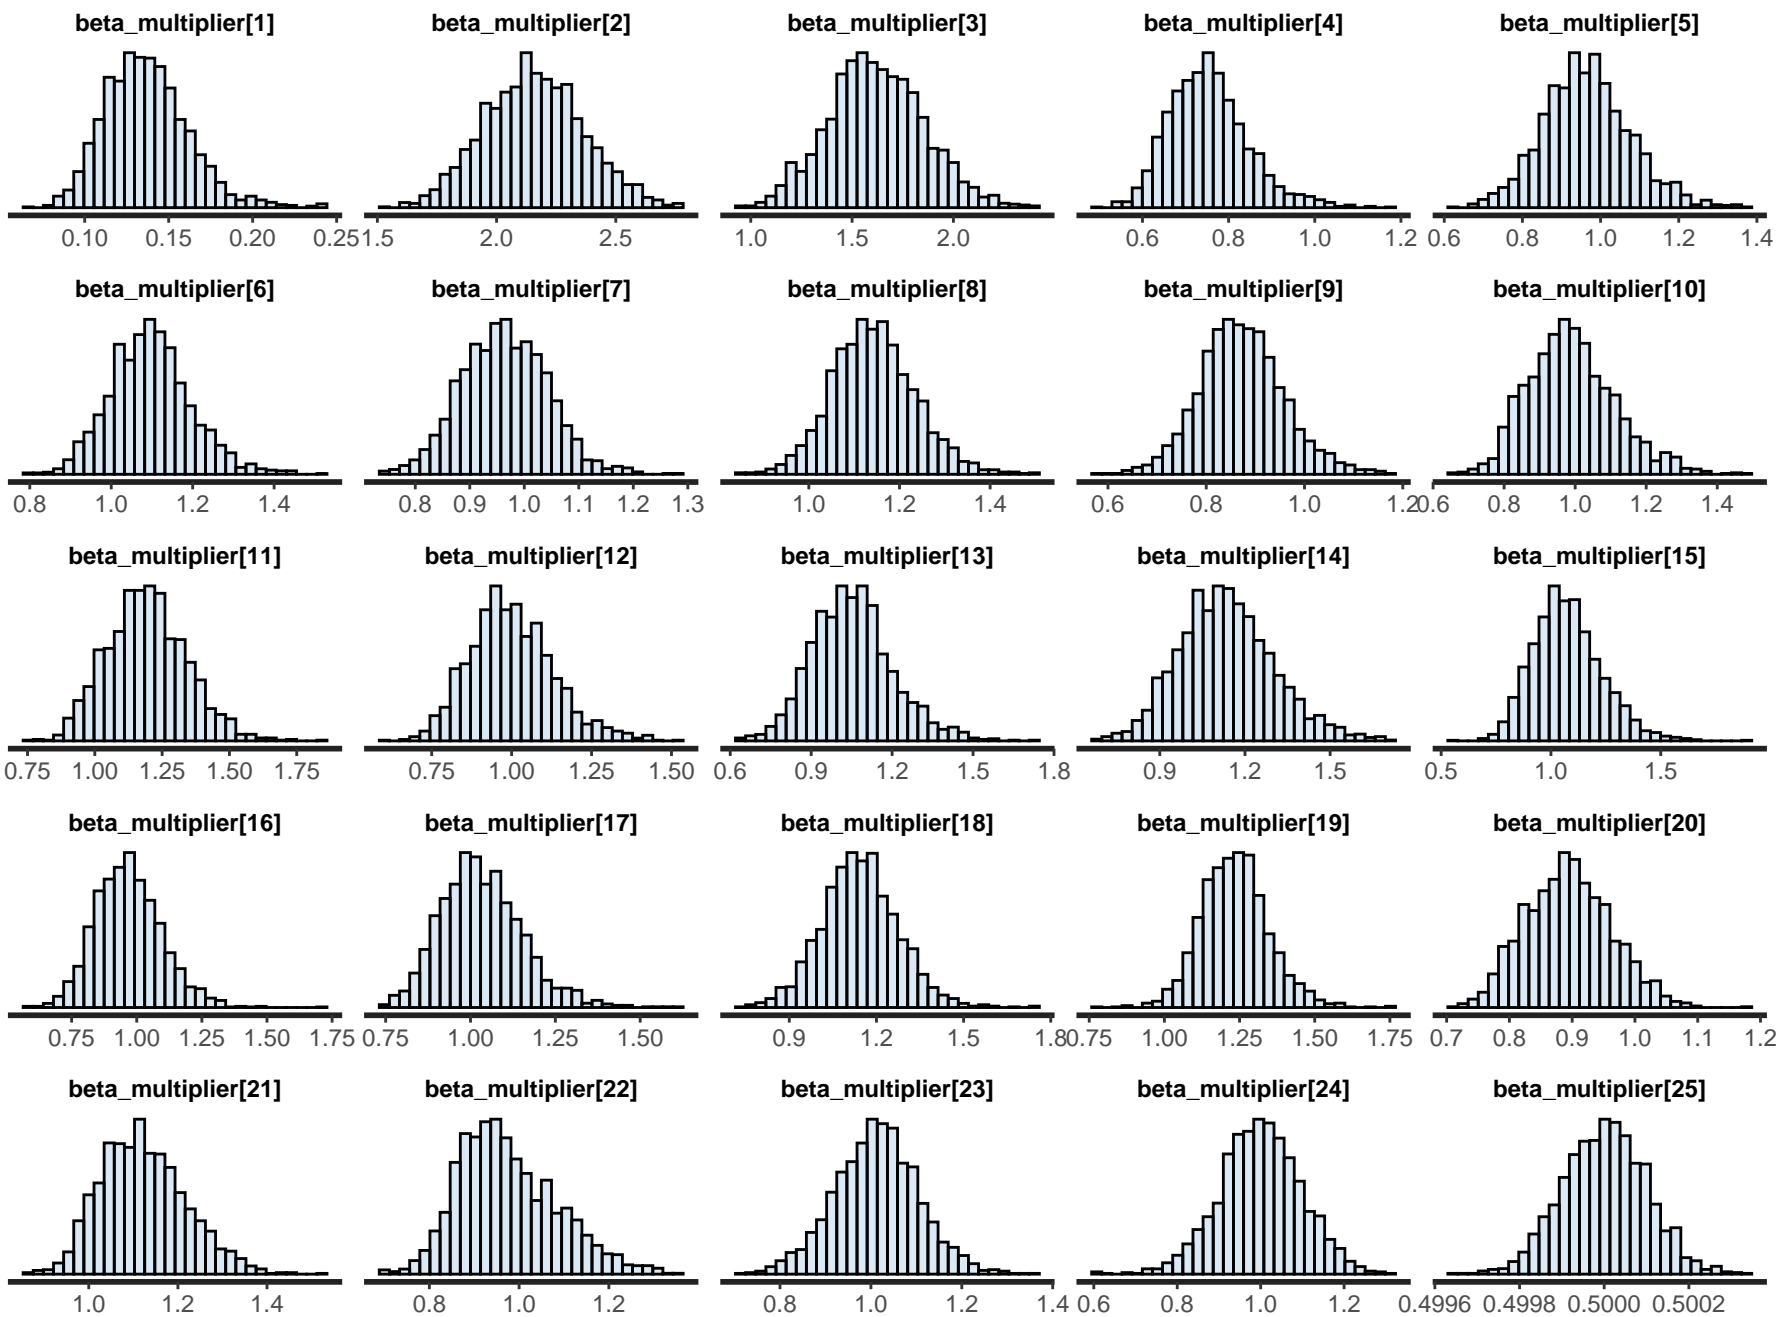 beta_multiplier[1] beta_multiplier[2] beta_multiplier[3] beta_multiplier[4] beta_multiplier[5]
0.10 0.15 0.20 0.25 1.5 2.0 2.5 1.0 1.5 2.0 0.6 0.8 1.0 1.2 0.6 0.8 1.0 1.2 1.4
beta_multiplier[6] beta_multiplier[7] beta_multiplier[8] beta_multiplier[9] beta_multiplier[10]
0.8 1.0 1.2 1.4 0.8 0.9 1.0 1.1 1.2 1.3 1.0 1.2 1.4 0.6 0.8 1.0 1.2 0.6 0.8 1.0 1.2 1.4
beta_multiplier[11] beta_multiplier[12] beta_multiplier[13] beta_multiplier[14] beta_multiplier[15]
0.75 1.00 1.25 1.50 1.75 0.75 1.00 1.25 1.50 0.6 0.9 1.2 1.5 1.8 0.9 1.2 1.5 0.5 1.0 1.5
beta_multiplier[16] beta_multiplier[17] beta_multiplier[18] beta_multiplier[19] beta_multiplier[20]
0.75 1.00 1.25 1.50 1.75 0.75 1.00 1.25 1.50 0.9 1.2 1.5 1.8 0.75 1.00 1.25 1.50 1.75 0.7 0.8 0.9 1.0 1.1 1.2
beta_multiplier[21] beta_multiplier[22] beta_multiplier[23] beta_multiplier[24] beta_multiplier[25]
1.0 1.2 1.4 0.8 1.0 1.2 0.8 1.0 1.2 1.4 0.6 0.8 1.0 1.2 0.4996 0.4998 0.5000 0.5002